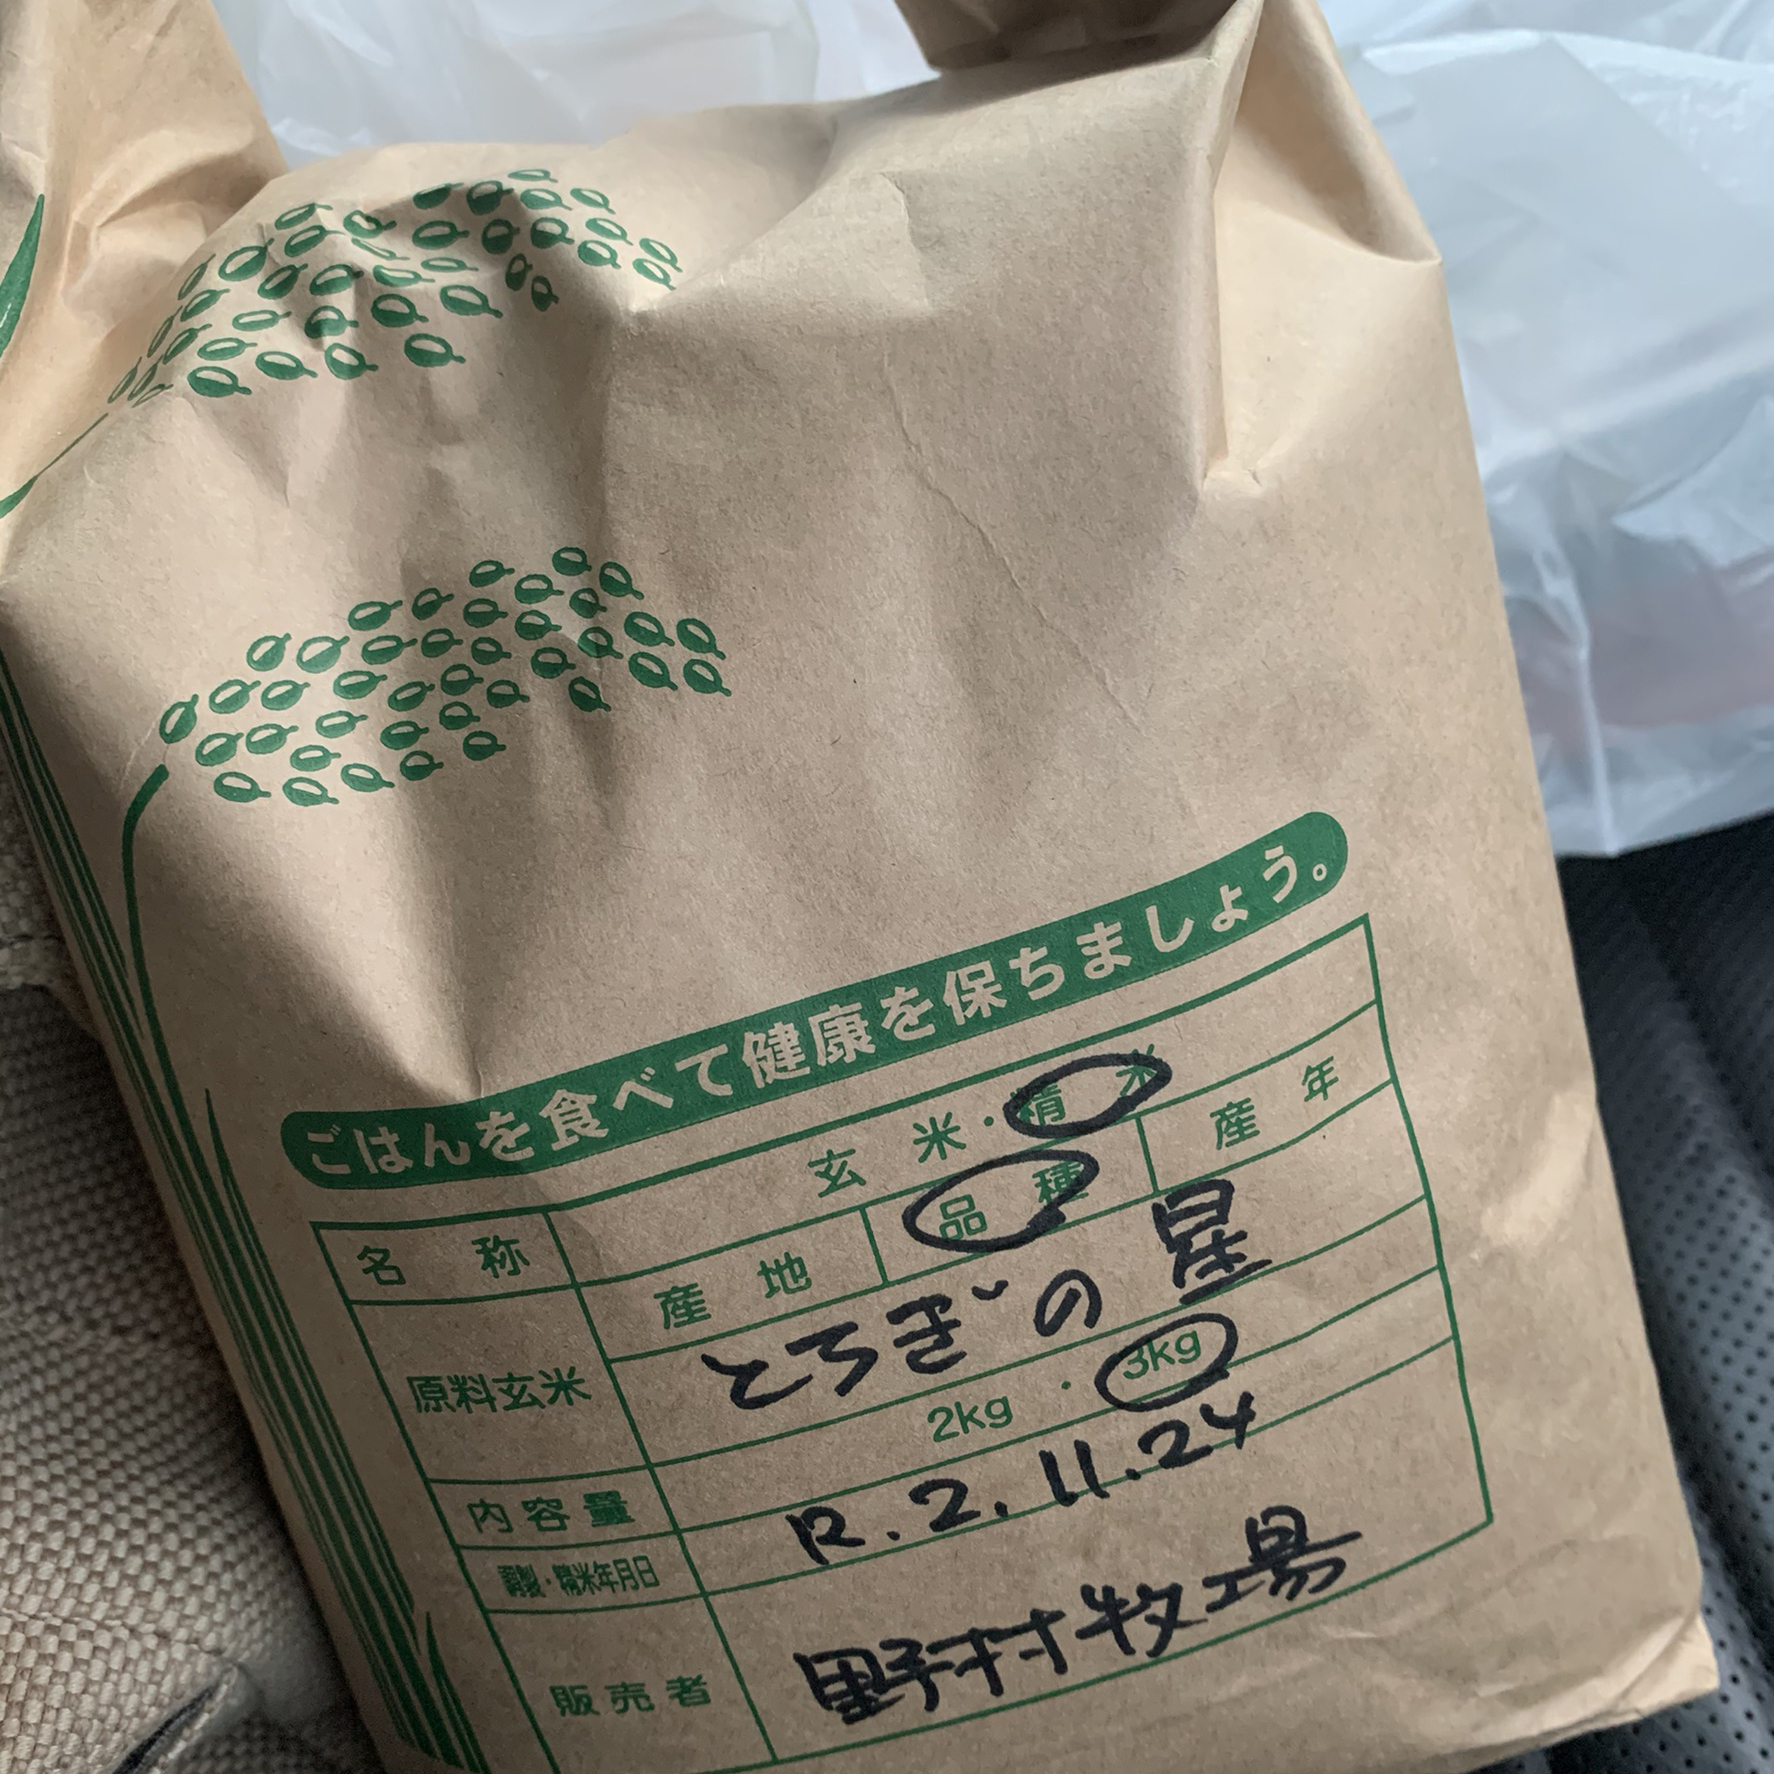 ごはんを食べて健康を保ちましょう。
名称 玄米・精米
原料玄米 産地 品種 産年
とちぎの星
内容量 2kg・3kg
調製・精米年月日 R.2.11.24
販売者 野村牧場